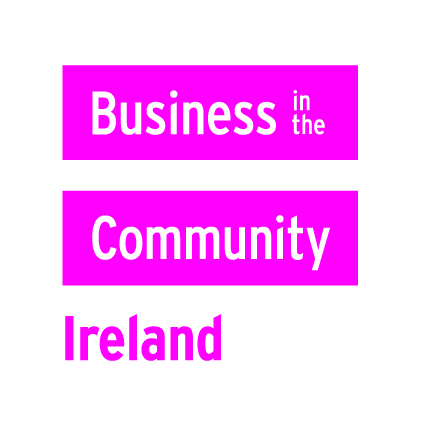 Business in the
Community
Ireland